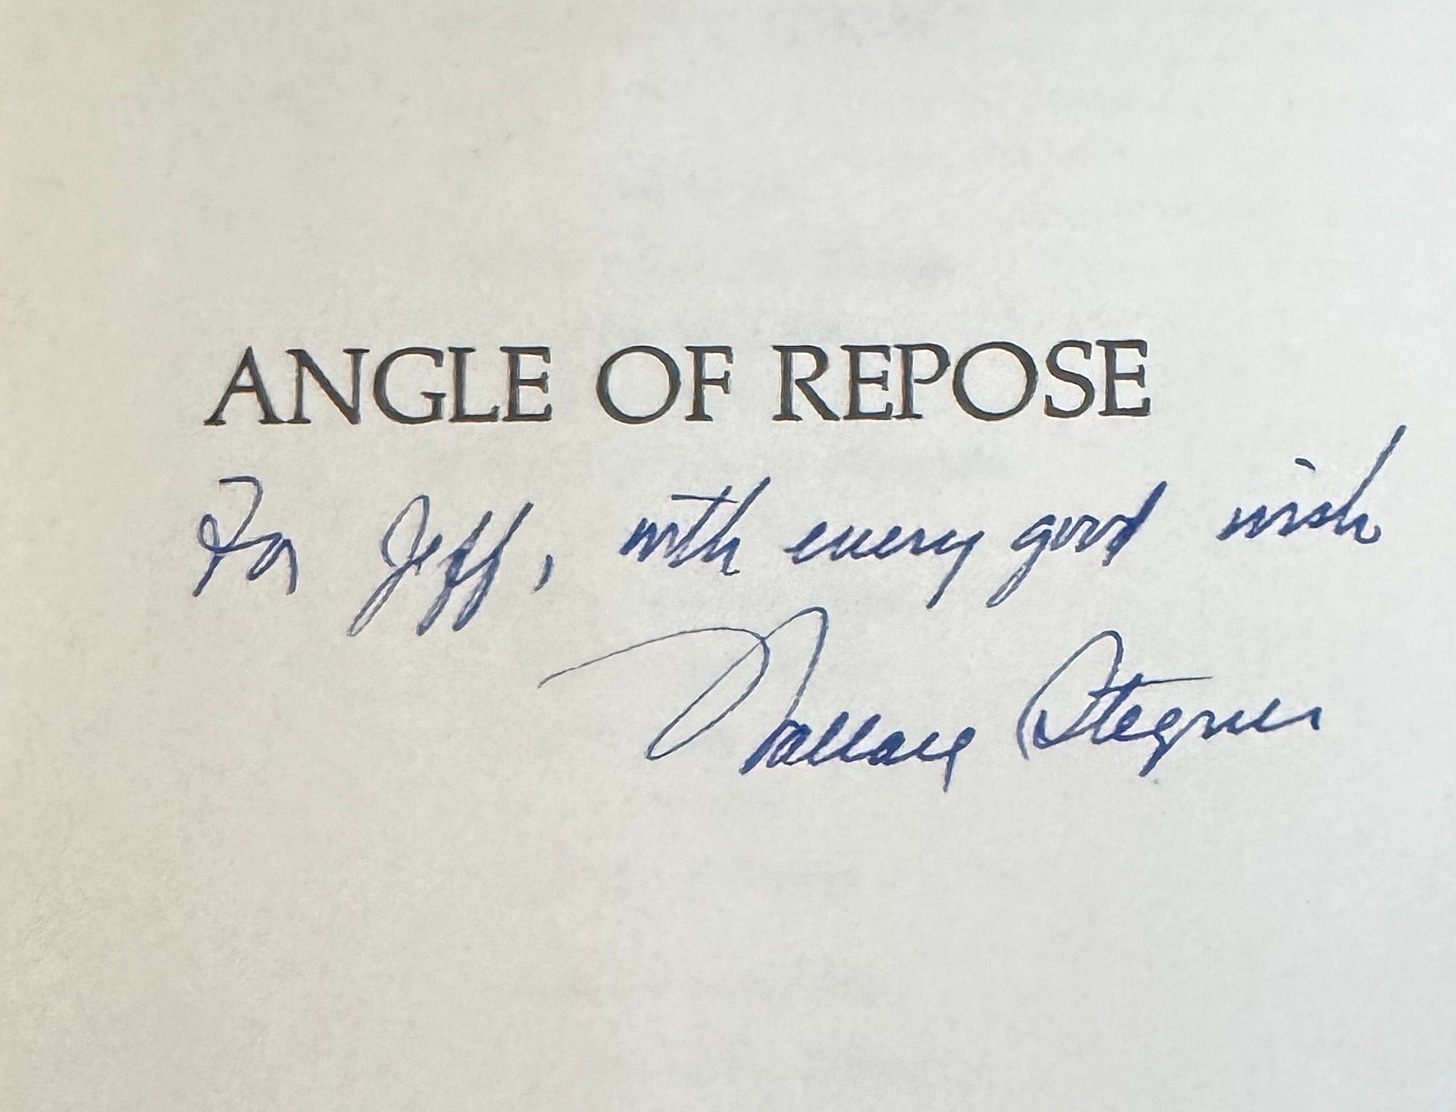 ANGLE OF REPOSE
For Jeff, with every good wish
Wallace Stegner